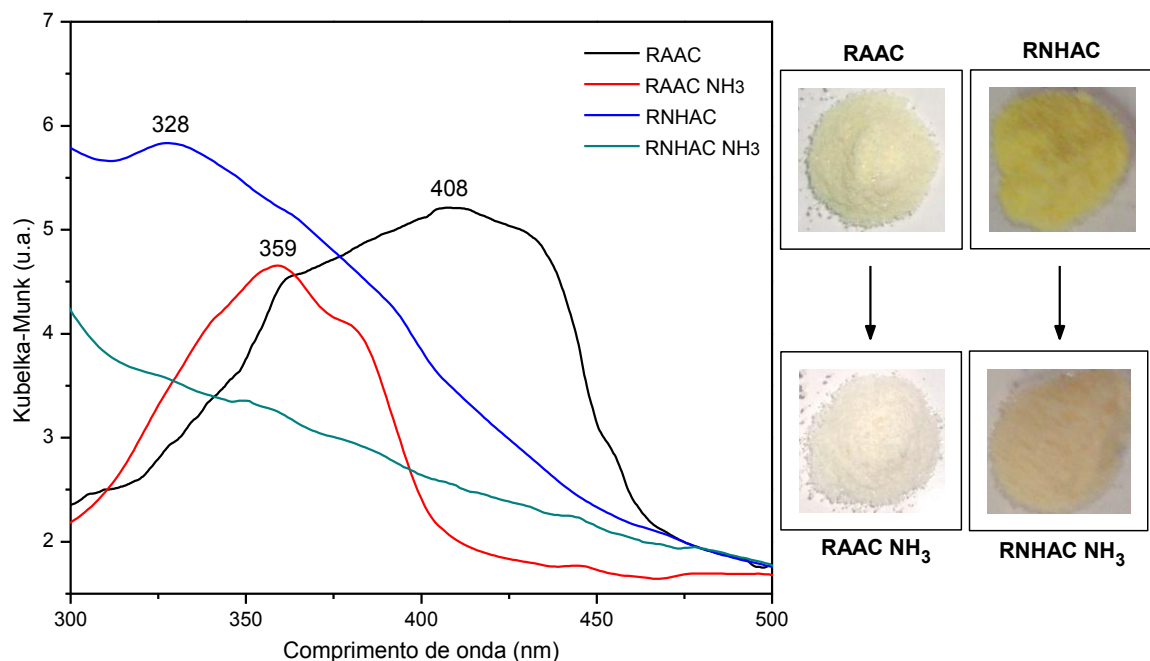 7
6
5
4
3
2
Kubelka-Munk (u.a.)
300
350
400
450
500
Comprimento de onda (nm)
328
359
408
RAAC
RAAC NH3
RNHAC
RNHAC NH3
RAAC
RNHAC
RAAC NH3
RNHAC NH3